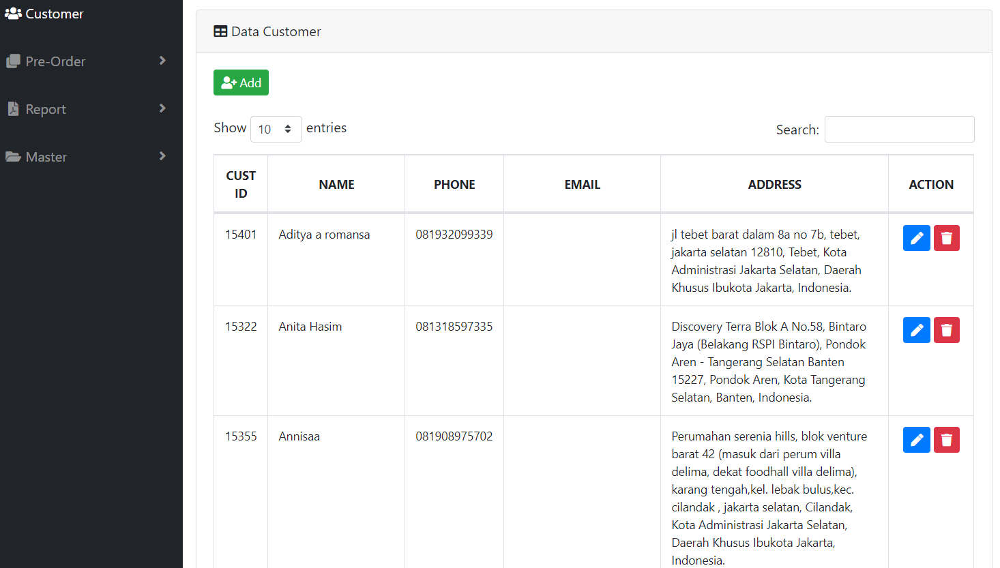 Customer
Pre-Order
Report
Master
Data Customer
Add
Show 10 entries
Search:
CUST ID NAME PHONE EMAIL ADDRESS ACTION
15401 Aditya a romansa 081932099339 jl tebet barat dalam 8a no 7b, tebet,
jakarta selatan 12810, Tebet, Kota
Administrasi Jakarta Selatan, Daerah
Khusus Ibukota Jakarta, Indonesia.
15322 Anita Hasim 081318597335 Discovery Terra Blok A No.58, Bintaro
Jaya (Belakang RSPI Bintaro), Pondok
Aren - Tangerang Selatan Banten
15227, Pondok Aren, Kota Tangerang
Selatan, Banten, Indonesia.
15355 Annisaa 081908975702 Perumahan serenia hills, blok venture
barat 42 (masuk dari perum villa
delima, dekat foodhall villa delima),
karang tengah,kel. lebak bulus,kec.
cilandak , jakarta selatan, Cilandak,
Kota Administrasi Jakarta Selatan,
Daerah Khusus Ibukota Jakarta,
Indonesia.